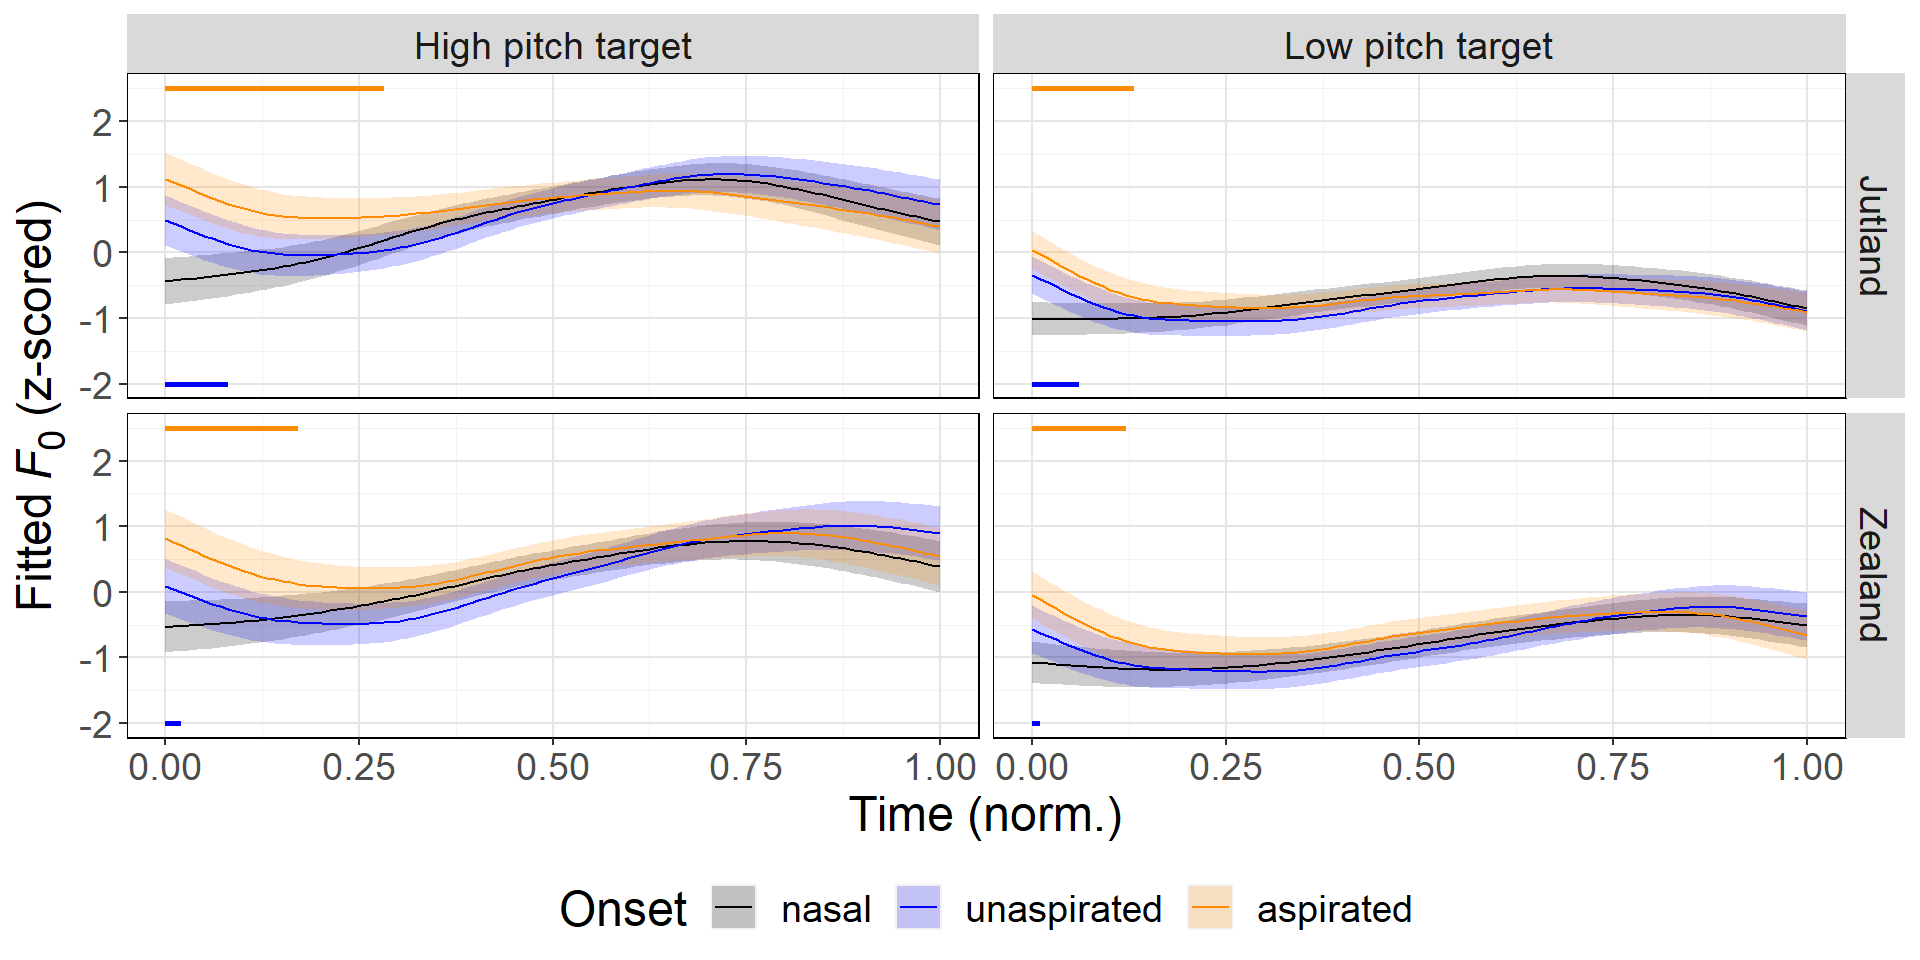 High pitch target
Low pitch target
Fitted F0 (z-scored)
2
1
0
-1
-2
Jutland
2
1
0
-1
-2
Zealand
0.00 0.25 0.50 0.75 1.00
0.00 0.25 0.50 0.75 1.00
Time (norm.)
Onset nasal unaspirated aspirated